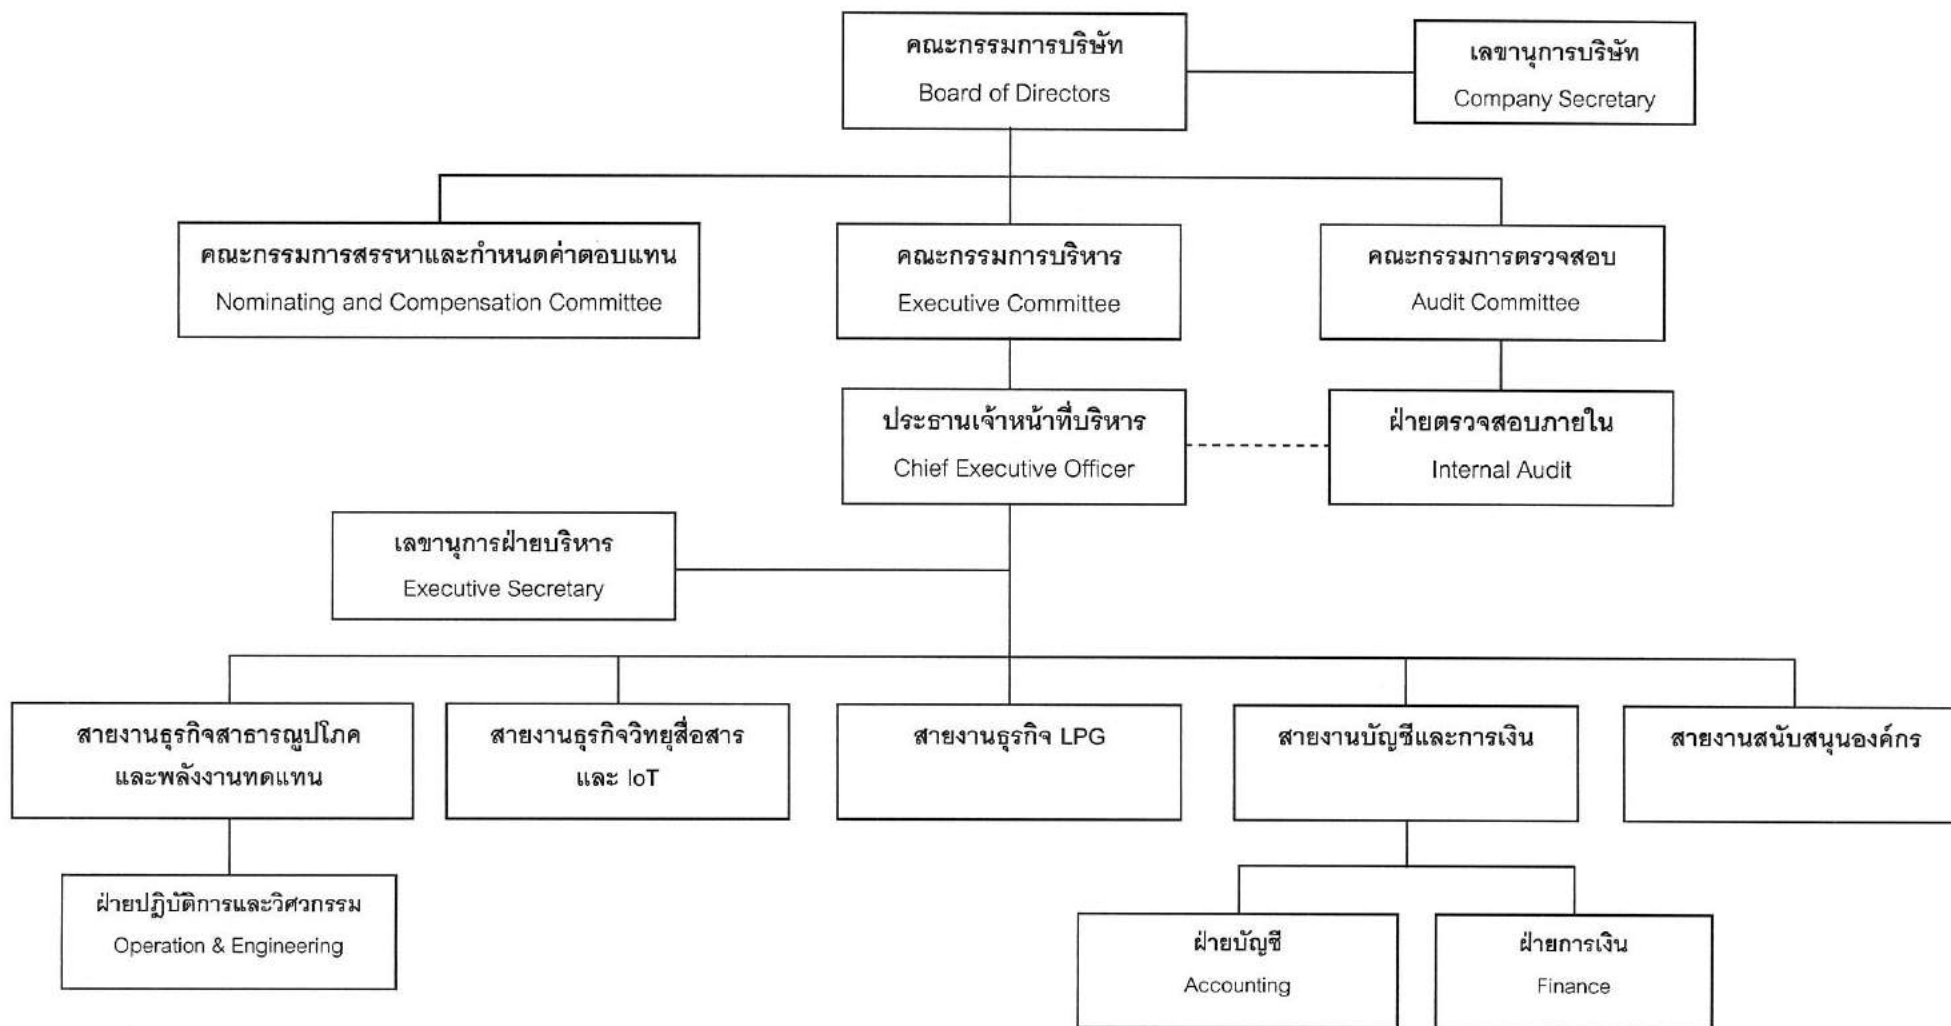 คณะกรรมการบริษัท
Board of Directors
เลขานุการบริษัท
Company Secretary
คณะกรรมการสรรหาและกำหนดค่าตอบแทน
Nominating and Compensation Committee
คณะกรรมการบริหาร
Executive Committee
คณะกรรมการตรวจสอบ
Audit Committee
ประธานเจ้าหน้าที่บริหาร
Chief Executive Officer
ฝ่ายตรวจสอบภายใน
Internal Audit
เลขานุการฝ่ายบริหาร
Executive Secretary
สายงานธุรกิจสาธารณูปโภค
และพลังงานทดแทน
สายงานธุรกิจวิทยุสื่อสาร
และ IoT
สายงานธุรกิจ LPG
สายงานบัญชีและการเงิน
สายงานสนับสนุนองค์กร
ฝ่ายปฏิบัติการและวิศวกรรม
Operation & Engineering
ฝ่ายบัญชี
Accounting
ฝ่ายการเงิน
Finance